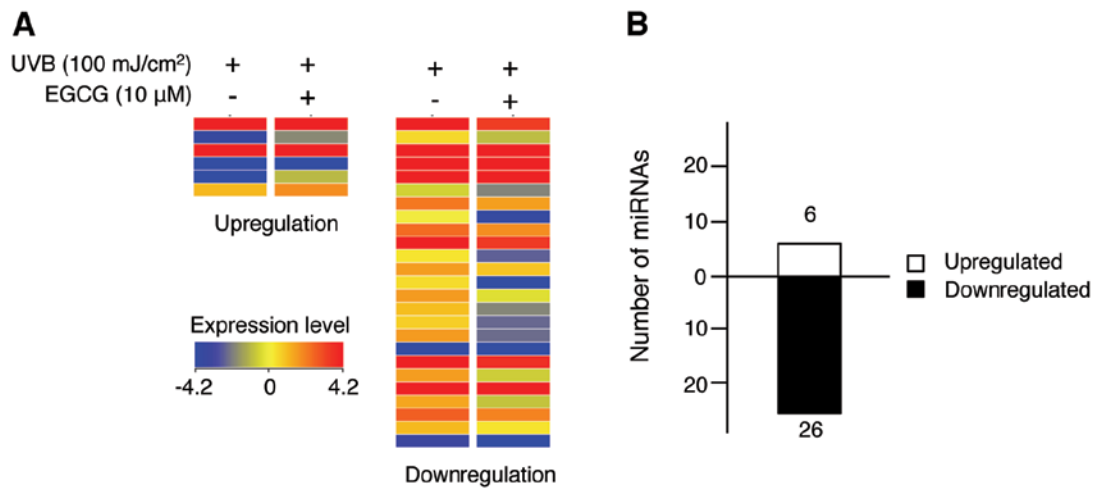 A
UVB (100 mJ/cm²) + + + +
EGCG (10 µM) - + - +
Upregulation
Expression level
-4.2 0 4.2
Downregulation
B
Number of miRNAs
20
10
0
10
20
6
26
Upregulated
Downregulated